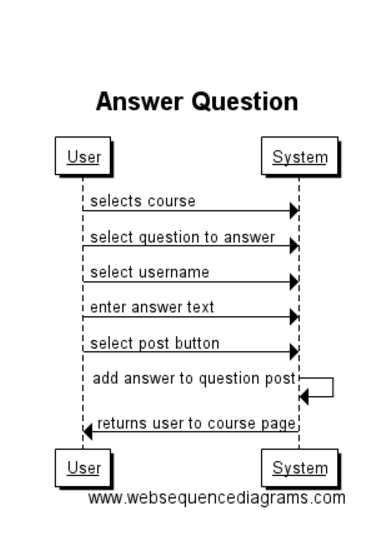 Answer Question
User System
selects course
select question to answer
select username
enter answer text
select post button
add answer to question post
returns user to course page
User System
www.websequencediagrams.com